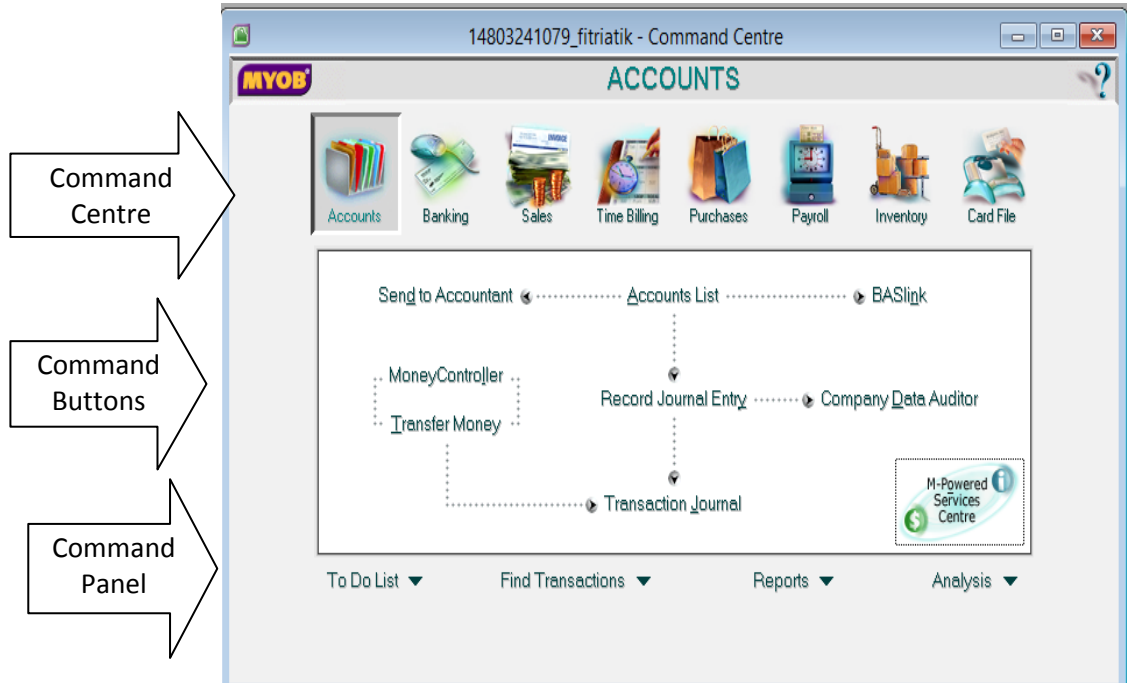 14803241079_fitriatik - Command Centre
MYOB
ACCOUNTS
?
Command
Centre
INVOICE
Accounts
Banking
Sales
Time Billing
Purchases
Payroll
Inventory
Card File
Send to Accountant
Accounts List
BASlink
Command
Buttons
MoneyController
Record Journal Entry
Company Data Auditor
Transfer Money
Transaction Journal
M-Powered
Services
Centre
i
$
Command
Panel
To Do List
Find Transactions
Reports
Analysis